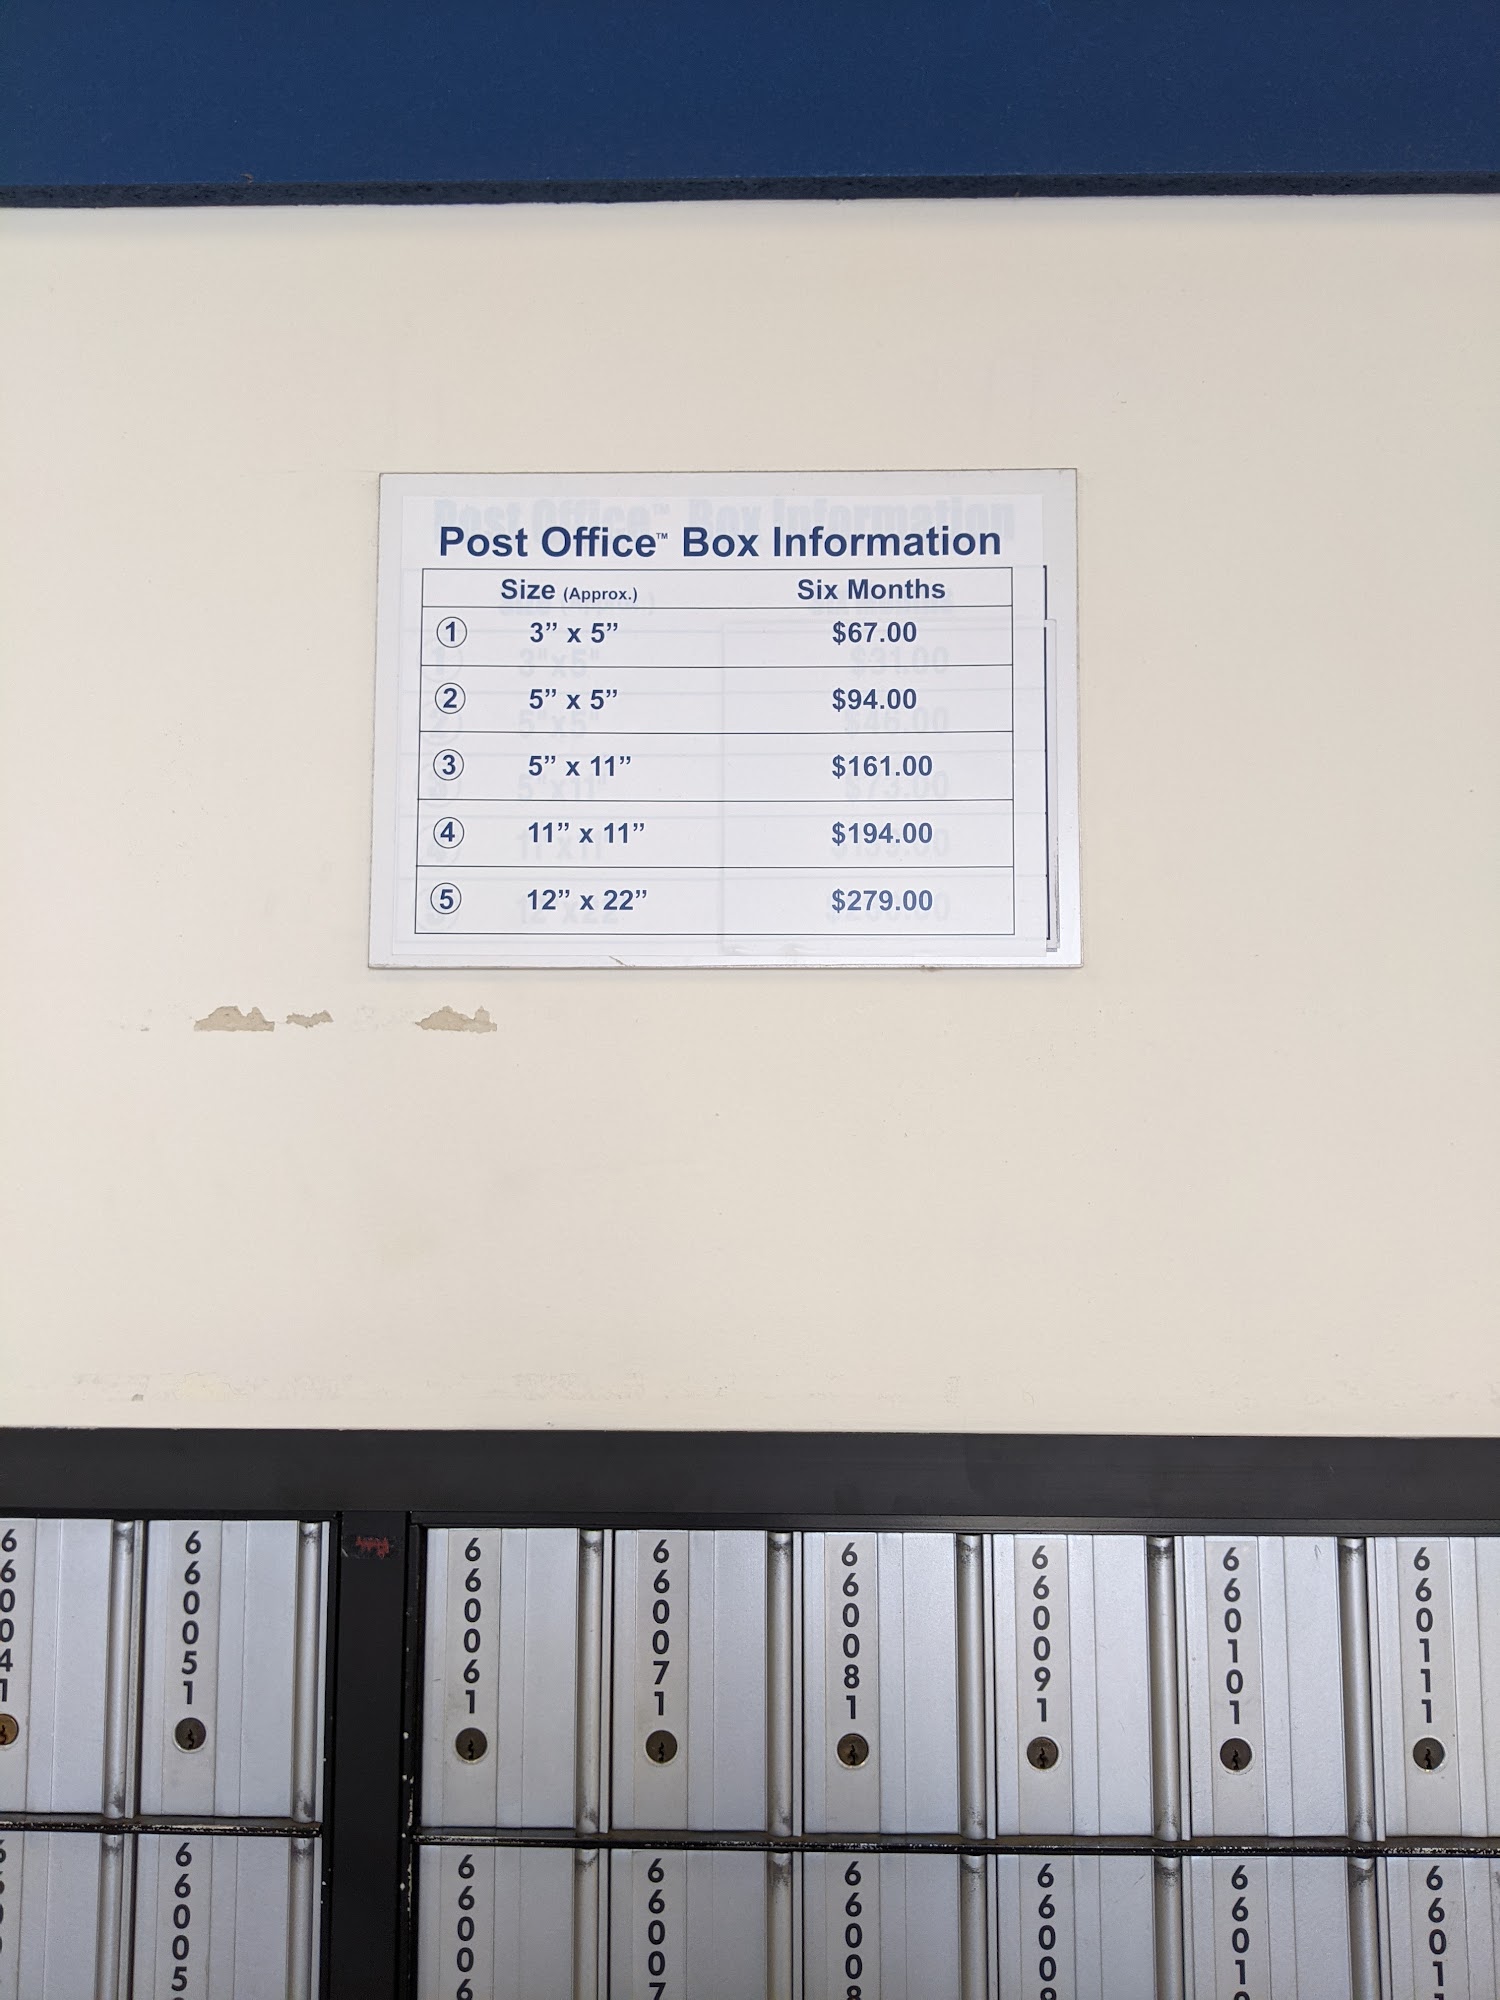 Post Office™ Box Information
Size (Approx.) Six Months
1 3” x 5” $67.00
2 5” x 5” $94.00
3 5” x 11” $161.00
4 11” x 11” $194.00
5 12” x 22” $279.00
66041
66051
660061
660071
660081
660091
660101
660111